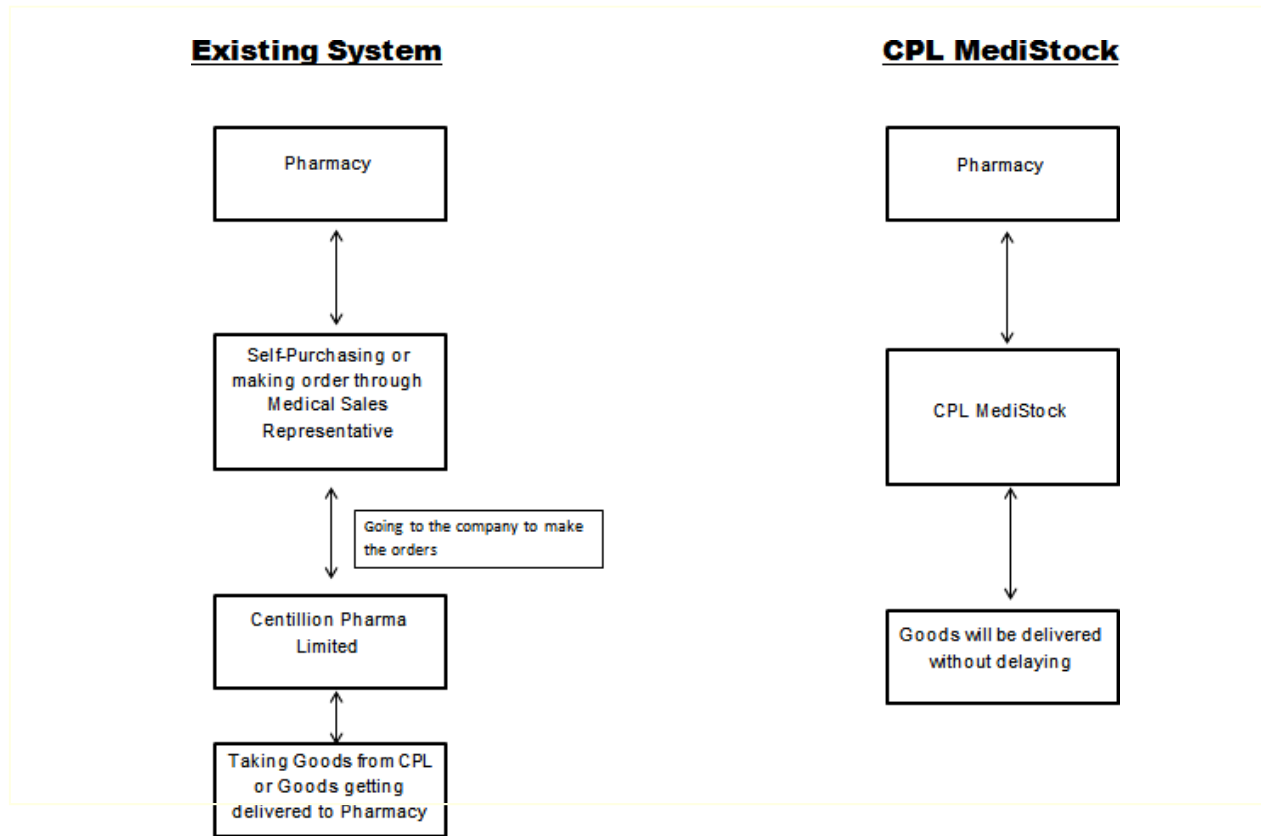 Existing System
Pharmacy
Self-Purchasing or
making order through
Medical Sales
Representative
Going to the company to make
the orders
Centillion Pharma
Limited
Taking Goods from CPL
or Goods getting
delivered to Pharmacy
CPL MediStock
Pharmacy
CPL MediStock
Goods will be delivered
without delaying